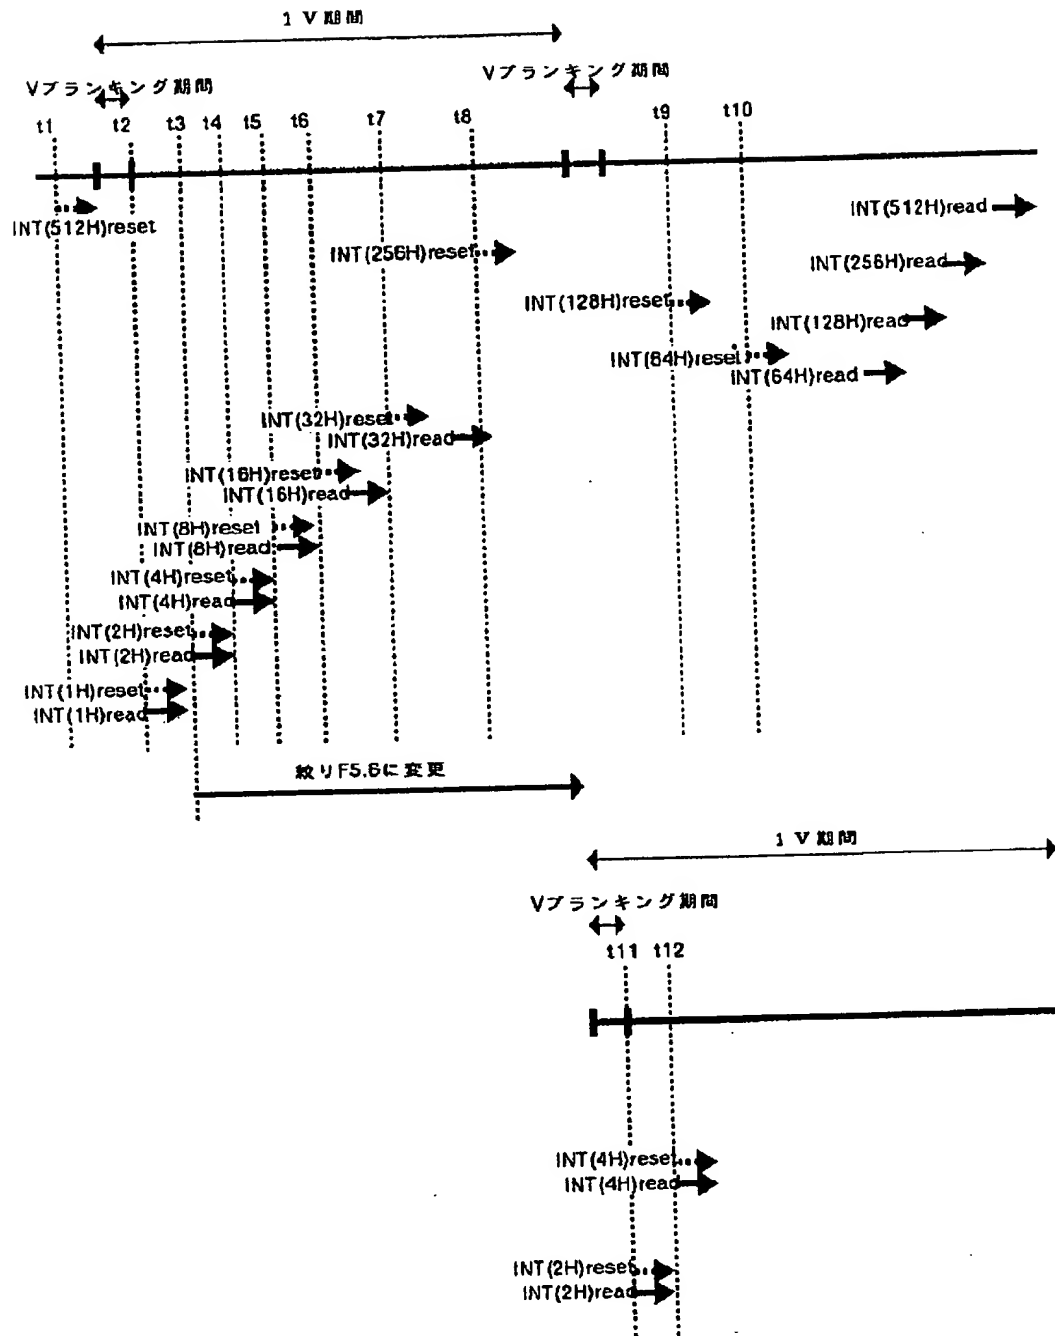 1 V 期間
Vブランキング期間
Vブランキング期間
t1 t2 t3 t4 t5 t6 t7 t8 t9 t10
INT(512H)reset
INT(512H)read
INT(256H)reset
INT(256H)read
INT(128H)reset
INT(128H)read
INT(64H)reset
INT(64H)read
INT(32H)reset
INT(32H)read
INT(16H)reset
INT(16H)read
INT(8H)reset
INT(8H)read
INT(4H)reset
INT(4H)read
INT(2H)reset
INT(2H)read
INT(1H)reset
INT(1H)read
絞りF5.6に変更
1 V 期間
Vブランキング期間
t11 t12
INT(4H)reset
INT(4H)read
INT(2H)reset
INT(2H)read